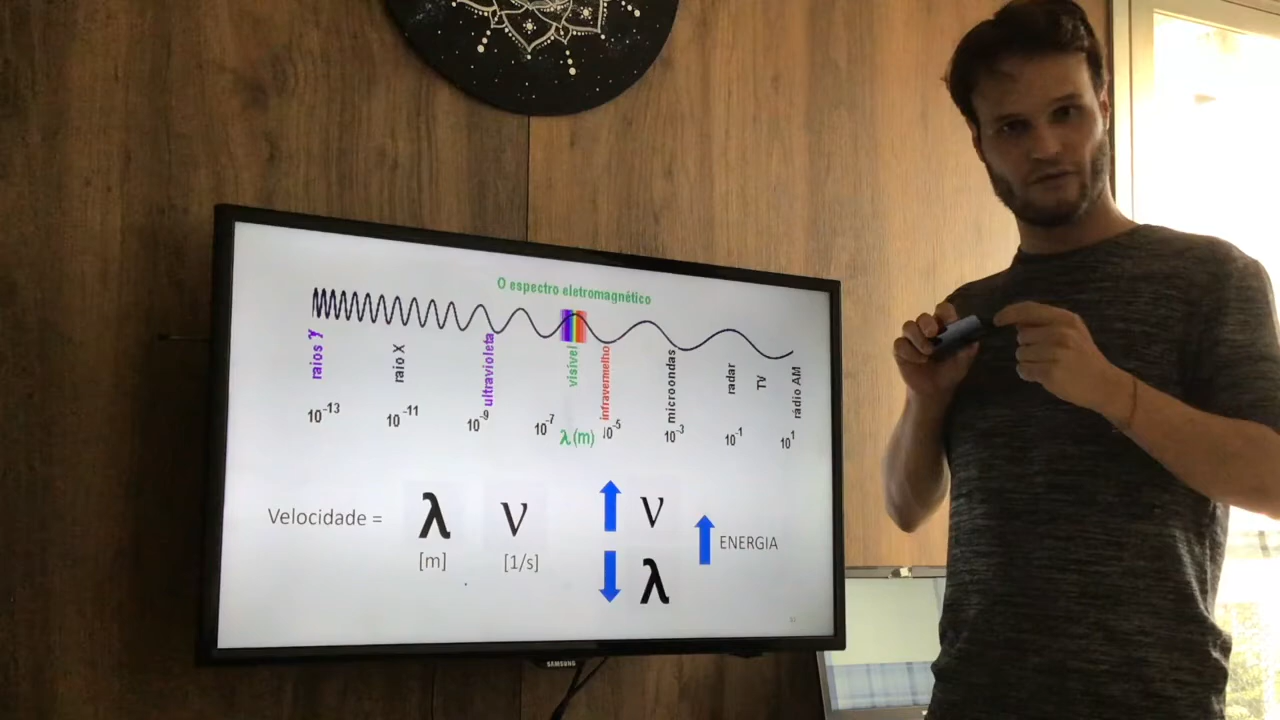 O espectro eletromagnético
raios γ
raio X
ultravioleta
visível
infravermelho
microondas
radar
TV
rádio AM
10⁻¹³
10⁻¹¹
10⁻⁹
10⁻⁷
λ(m)
10⁻⁵
10⁻³
10⁻¹
10¹
Velocidade = λ ν
[m] [1/s]
ν
λ
ENERGIA
SAMSUNG